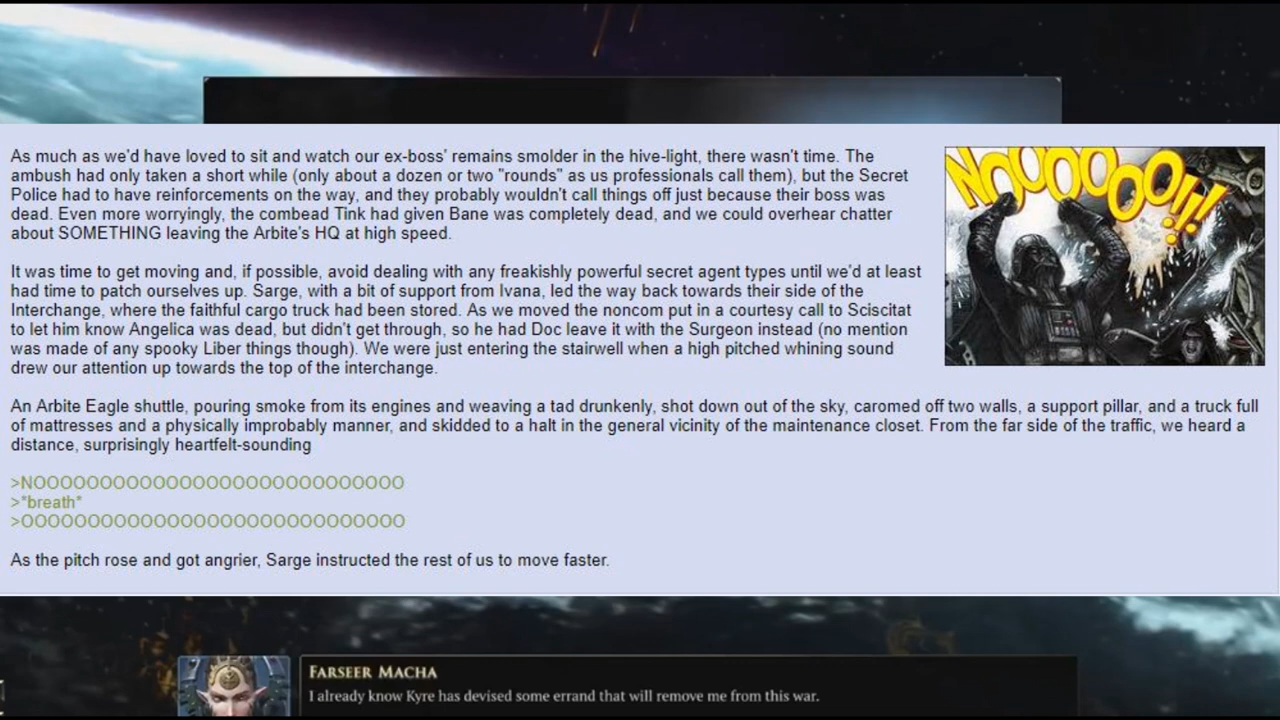 As much as we'd have loved to sit and watch our ex-boss' remains smolder in the hive-light, there wasn't time. The
ambush had only taken a short while (only about a dozen or two "rounds" as us professionals call them), but the Secret
Police had to have reinforcements on the way, and they probably wouldn't call things off just because their boss was
dead. Even more worryingly, the combead Tink had given Bane was completely dead, and we could overhear chatter
about SOMETHING leaving the Arbite's HQ at high speed.
It was time to get moving and, if possible, avoid dealing with any freakishly powerful secret agent types until we'd at least
had time to patch ourselves up. Sarge, with a bit of support from Ivana, led the way back towards their side of the
Interchange, where the faithful cargo truck had been stored. As we moved the noncom put in a courtesy call to Sciscitat
to let him know Angelica was dead, but didn't get through, so he had Doc leave it with the Surgeon instead (no mention
was made of any spooky Liber things though). We were just entering the stairwell when a high pitched whining sound
drew our attention up towards the top of the interchange.
NOOOOOO!!!
An Arbite Eagle shuttle, pouring smoke from its engines and weaving a tad drunkenly, shot down out of the sky, caromed off two walls, a support pillar, and a truck full
of mattresses and a physically improbably manner, and skidded to a halt in the general vicinity of the maintenance closet. From the far side of the traffic, we heard a
distance, surprisingly heartfelt-sounding
>NOOOOOOOOOOOOOOOOOOOOOOOOOOOO
>*breath*
>OOOOOOOOOOOOOOOOOOOOOOOOOOOOO
As the pitch rose and got angrier, Sarge instructed the rest of us to move faster.
FARSEER MACHA
I already know Kyre has devised some errand that will remove me from this war.